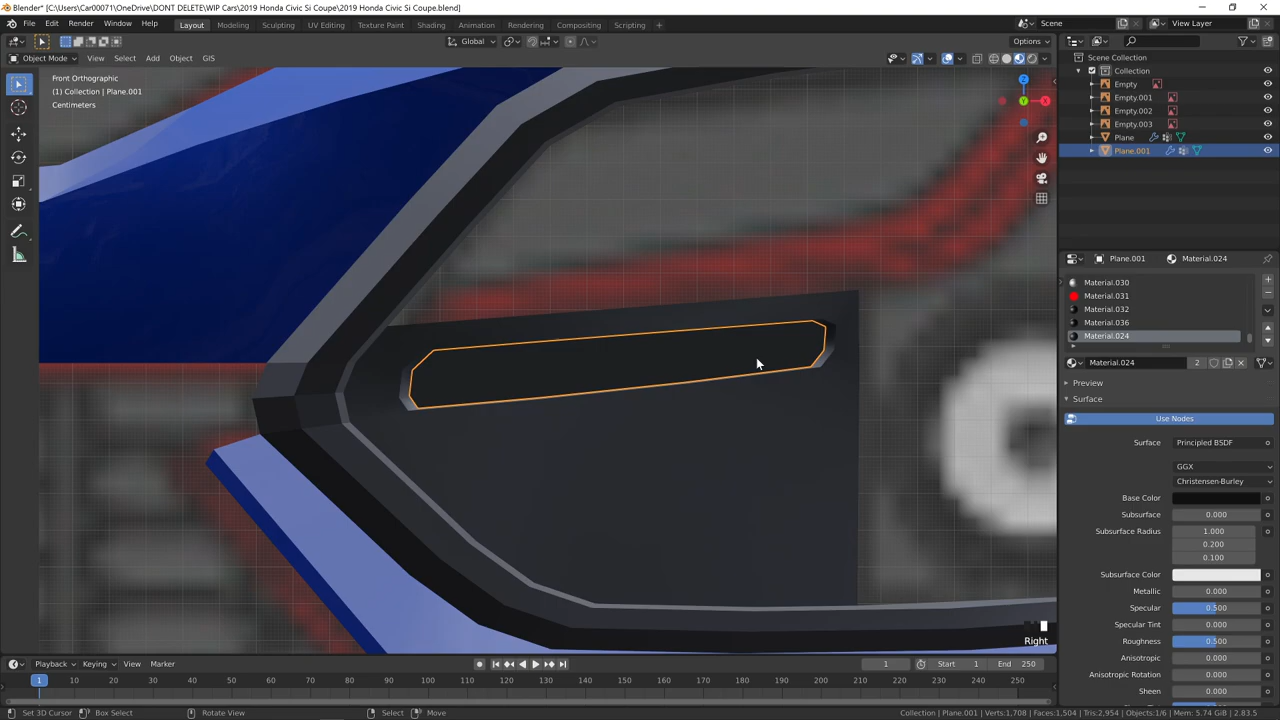 Blender* [C:\Users\Car00071\OneDrive\DONT DELETE\WIP Cars\2019 Honda Civic Si Coupe\2019 Honda Civic Si Coupe.blend]
File Edit Render Window Help Layout Modeling Sculpting UV Editing Texture Paint Shading Animation Rendering Compositing Scripting Scene View Layer
Global Options
Object Mode View Select Add Object GIS
Front Orthographic
(1) Collection | Plane.001
Centimeters
Z
Y
X
Right
Scene Collection
Collection
Empty
Empty.001
Empty.002
Empty.003
Plane
Plane.001
Plane.001 Material.024
Material.030
Material.031
Material.032
Material.036
Material.024
Material.024 2
Preview
Surface
Use Nodes
Surface Principled BSDF
GGX
Christensen-Burley
Base Color
Subsurface 0.000
Subsurface Radius 1.000
0.200
0.100
Subsurface Color
Metallic 0.000
Specular 0.500
Specular Tint 0.000
Roughness 0.500
Anisotropic 0.000
Anisotropic Rotation 0.000
Sheen 0.000
Playback Keying View Marker 1 Start 1 End 250
1 10 20 30 40 50 60 70 80 90 100 110 120 130 140 150 160 170 180 190 200 210 220 230 240 250
Set 3D Cursor Box Select Rotate View Select Move Collection | Plane.001 | Verts:1,708 | Faces:1,504 | Tris:2,954 | Objects:1/6 | Mem: 5.74 GiB | 2.83.5